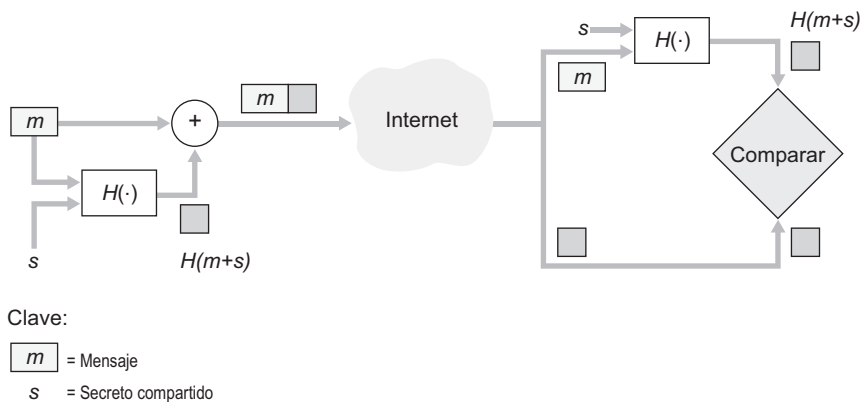 m
s
H(·)
H(m+s)
+
m
Internet
s
m
H(·)
H(m+s)
Comparar
Clave:
m = Mensaje
s = Secreto compartido